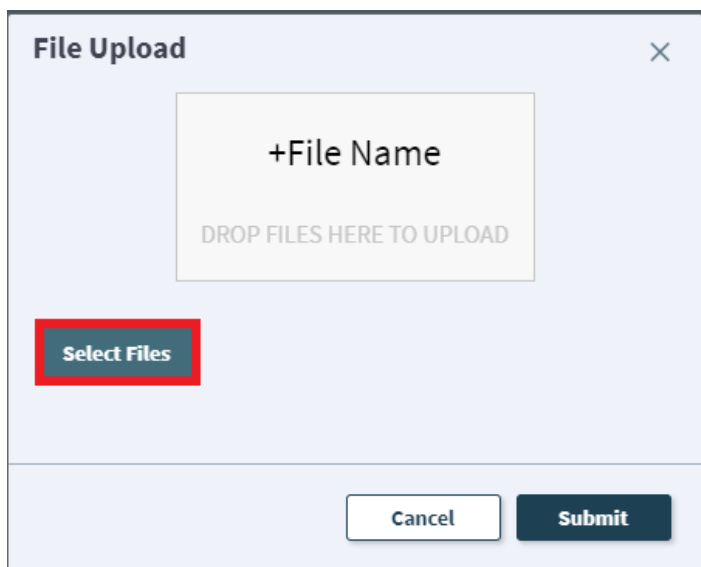 File Upload
+File Name
DROP FILES HERE TO UPLOAD
Select Files
Cancel
Submit